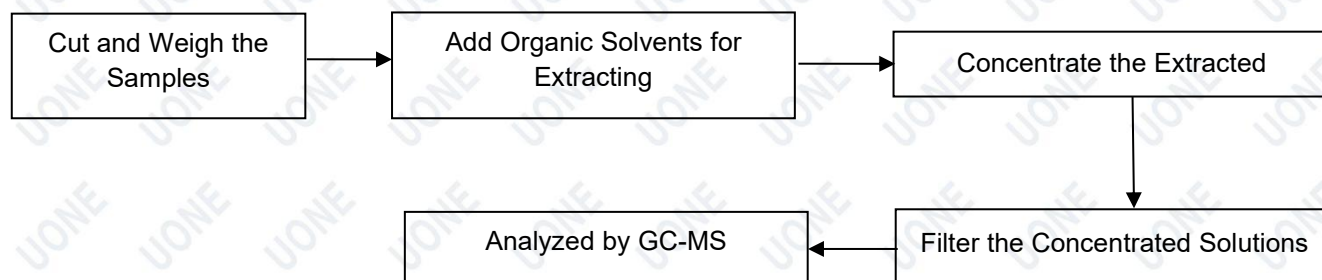 Cut and Weigh the
Samples
Add Organic Solvents for
Extracting
Concentrate the Extracted
Filter the Concentrated Solutions
Analyzed by GC-MS
UONE